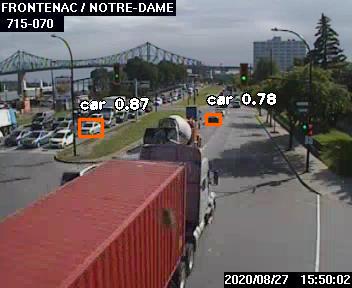 FRONTENAC / NOTRE-DAME
715-070
car 0.87
car 0.78
2020/08/27 15:50:02